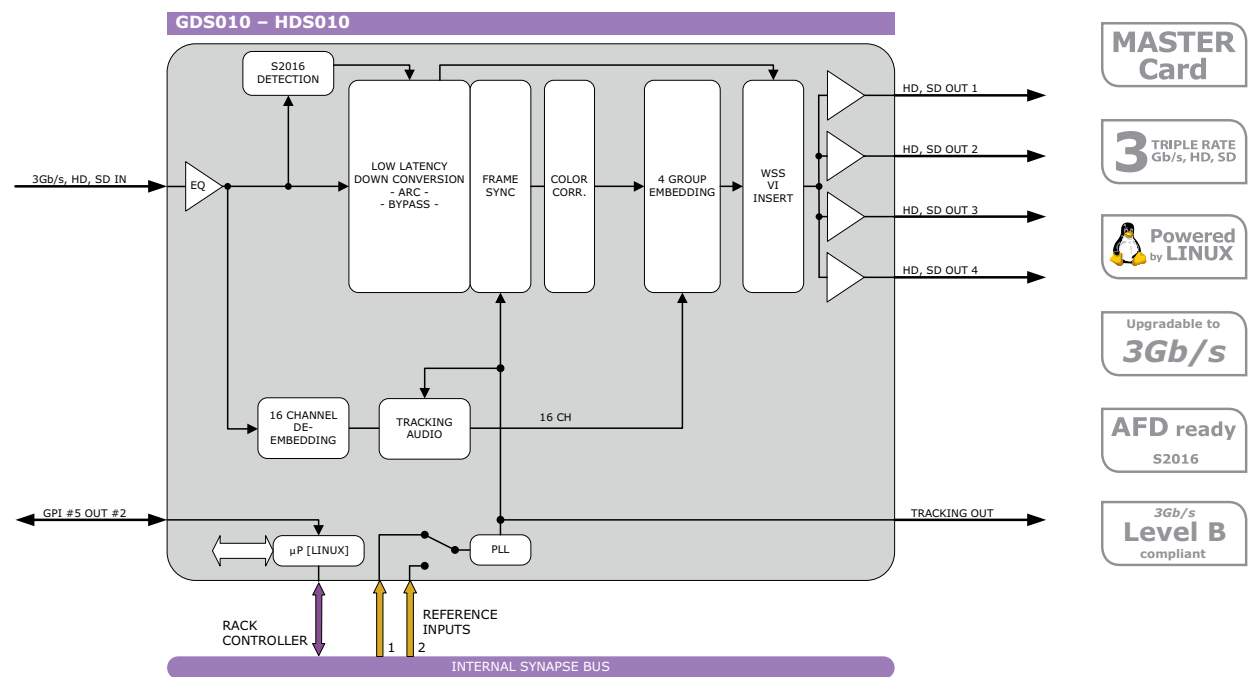 GDS010 – HDS010
S2016
DETECTION
3Gb/s, HD, SD IN
EQ
LOW LATENCY
DOWN CONVERSION
- ARC -
- BYPASS -
FRAME
SYNC
COLOR
CORR.
4 GROUP
EMBEDDING
WSS
VI
INSERT
HD, SD OUT 1
HD, SD OUT 2
HD, SD OUT 3
HD, SD OUT 4
16 CHANNEL
DE-
EMBEDDING
TRACKING
AUDIO
16 CH
GPI #5 OUT #2
TRACKING OUT
µP [LINUX]
PLL
RACK
CONTROLLER
1
2
REFERENCE
INPUTS
INTERNAL SYNAPSE BUS
MASTER
Card
3 TRIPLE RATE
Gb/s, HD, SD
Powered
by LINUX
Upgradable to
3Gb/s
AFD ready
S2016
3Gb/s
Level B
compliant